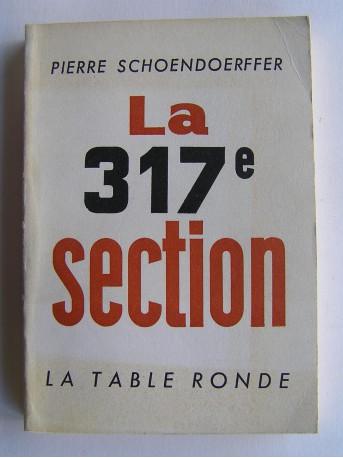 PIERRE SCHOENDOERFFER
La
317e
section
LA TABLE RONDE